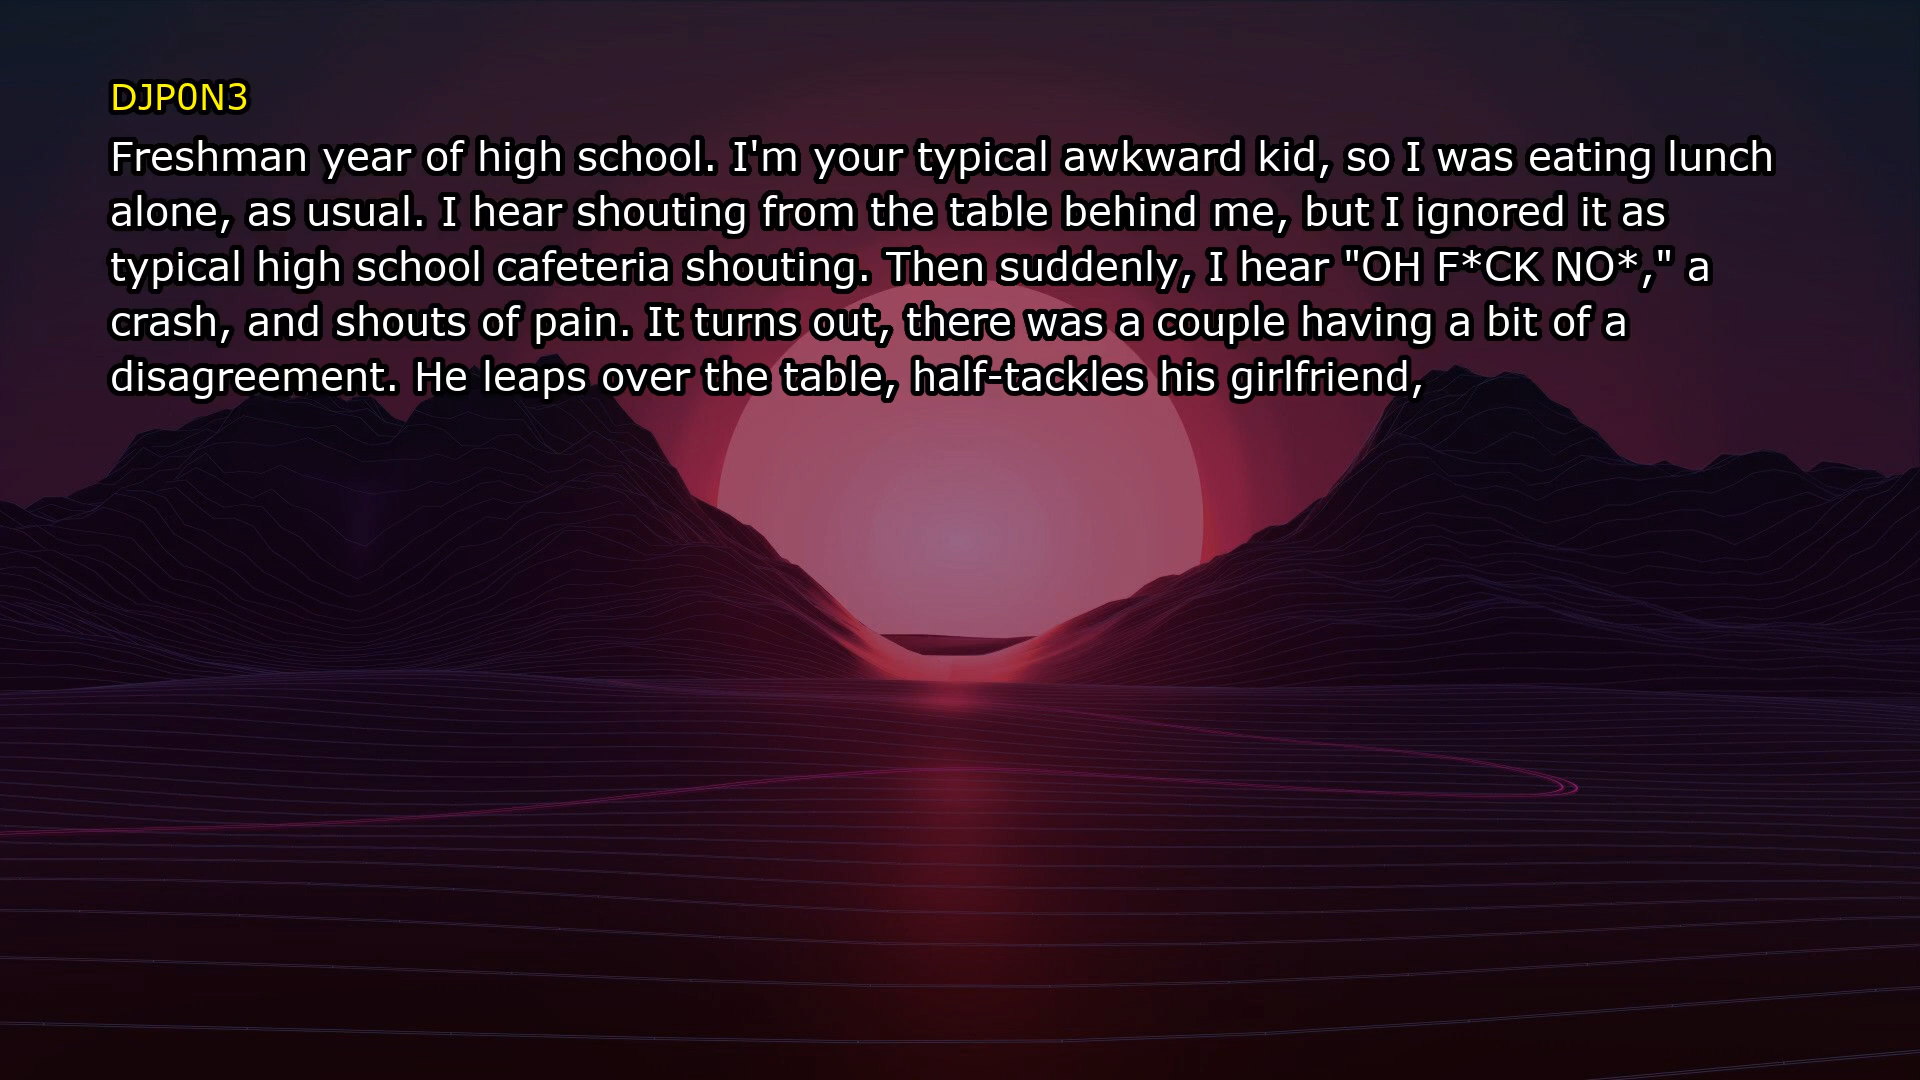 DJP0N3
Freshman year of high school. I'm your typical awkward kid, so I was eating lunch
alone, as usual. I hear shouting from the table behind me, but I ignored it as
typical high school cafeteria shouting. Then suddenly, I hear "OH F*CK NO*," a
crash, and shouts of pain. It turns out, there was a couple having a bit of a
disagreement. He leaps over the table, half-tackles his girlfriend,